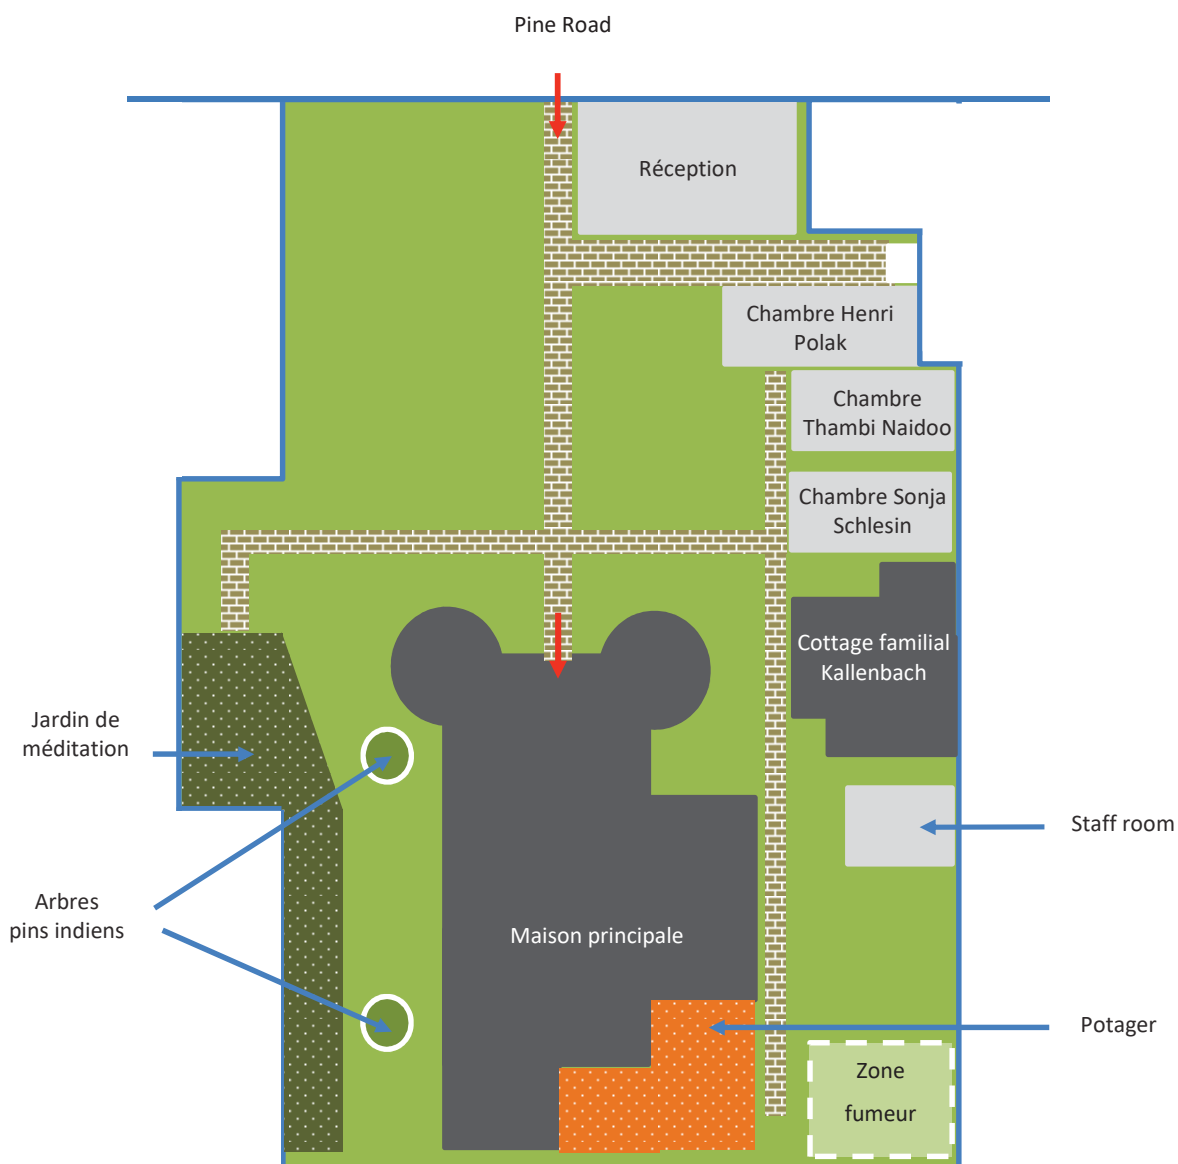 Pine Road
Réception
Chambre Henri
Polak
Chambre
Thambi Naidoo
Chambre Sonja
Schlesin
Cottage familial
Kallenbach
Jardin de
méditation
Staff room
Arbres
pins indiens
Maison principale
Potager
Zone
fumeur